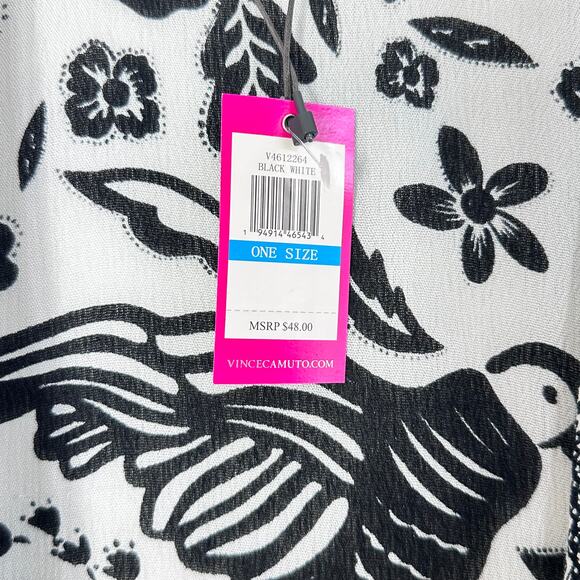 V4612264
BLACK WHITE
1 94914 46543 4
ONE SIZE
MSRP $48.00
VINCECAMUTO.COM